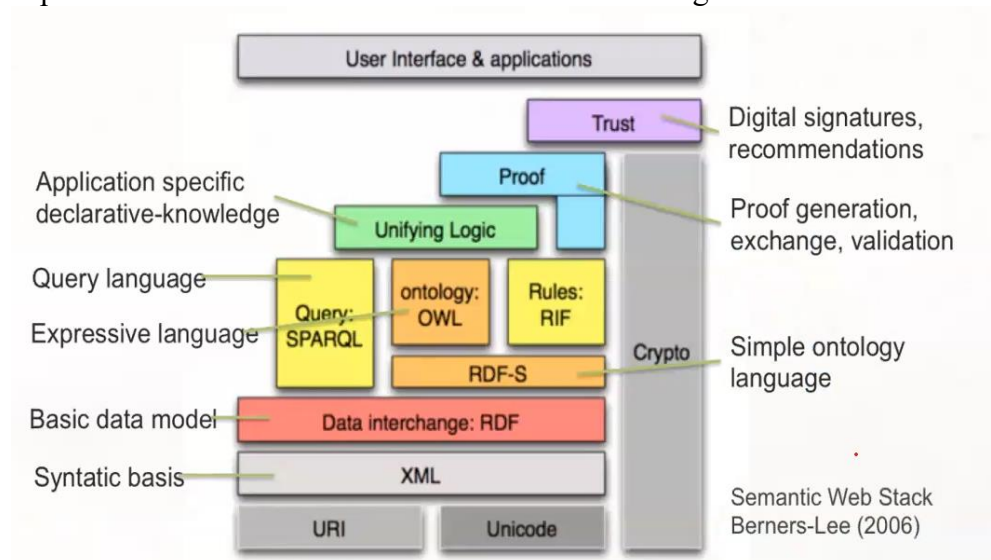 User Interface & applications
Trust
Digital signatures,
recommendations
Proof
Application specific
declarative-knowledge
Proof generation,
exchange, validation
Unifying Logic
Query language
Expressive language
Query:
SPARQL
ontology:
OWL
Rules:
RIF
Crypto
Simple ontology
language
RDF-S
Basic data model
Data interchange: RDF
Syntatic basis
XML
URI
Unicode
Semantic Web Stack
Berners-Lee (2006)